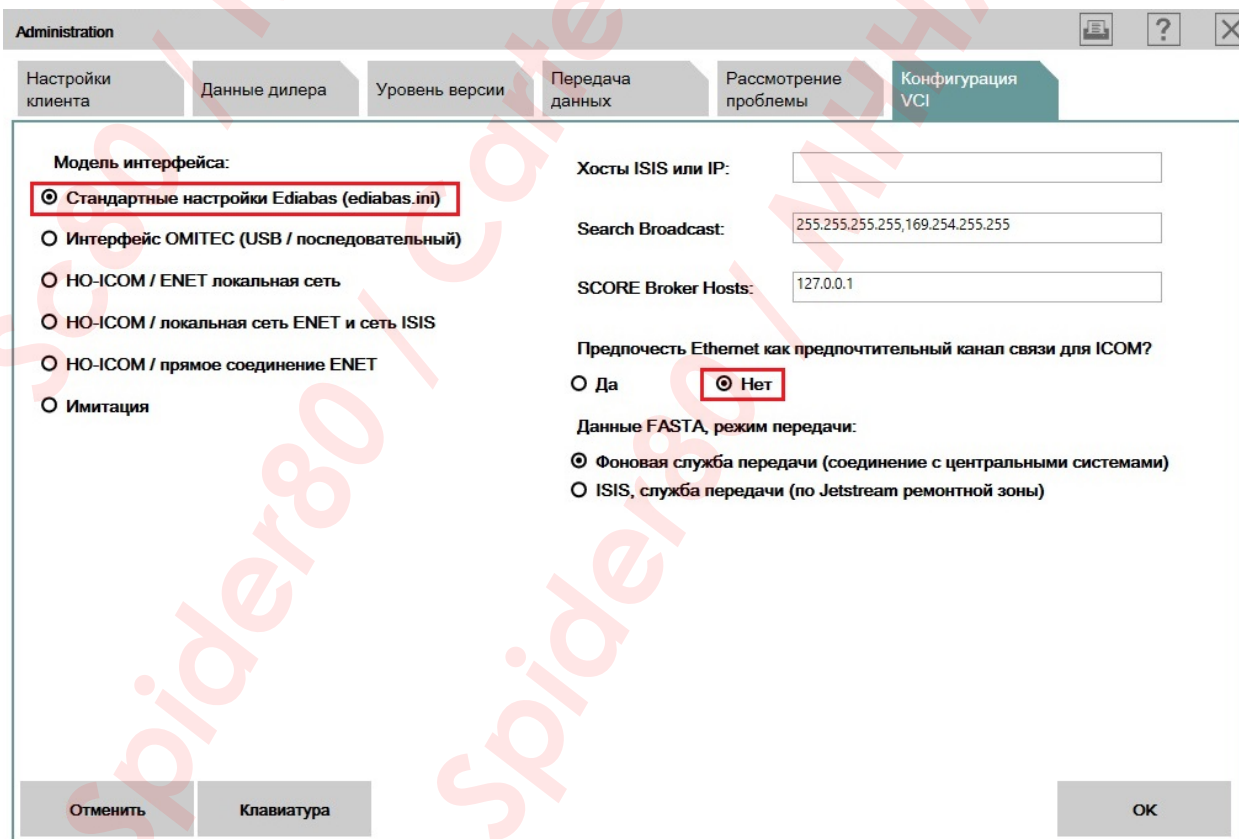 Administration
?
Настройки клиента
Данные дилера
Уровень версии
Передача данных
Рассмотрение проблемы
Конфигурация VCI
Модель интерфейса:
Стандартные настройки Ediabas (ediabas.ini)
Интерфейс OMITEC (USB / последовательный)
HO-ICOM / ENET локальная сеть
HO-ICOM / локальная сеть ENET и сеть ISIS
HO-ICOM / прямое соединение ENET
Имитация
Хосты ISIS или IP:
Search Broadcast:
255.255.255.255,169.254.255.255
SCORE Broker Hosts:
127.0.0.1
Предпочесть Ethernet как предпочтительный канал связи для ICOM?
Да
Нет
Данные FASTA, режим передачи:
Фоновая служба передачи (соединение с центральными системами)
ISIS, служба передачи (по Jetstream ремонтной зоны)
Отменить
Клавиатура
OK
Spider80
Spider80